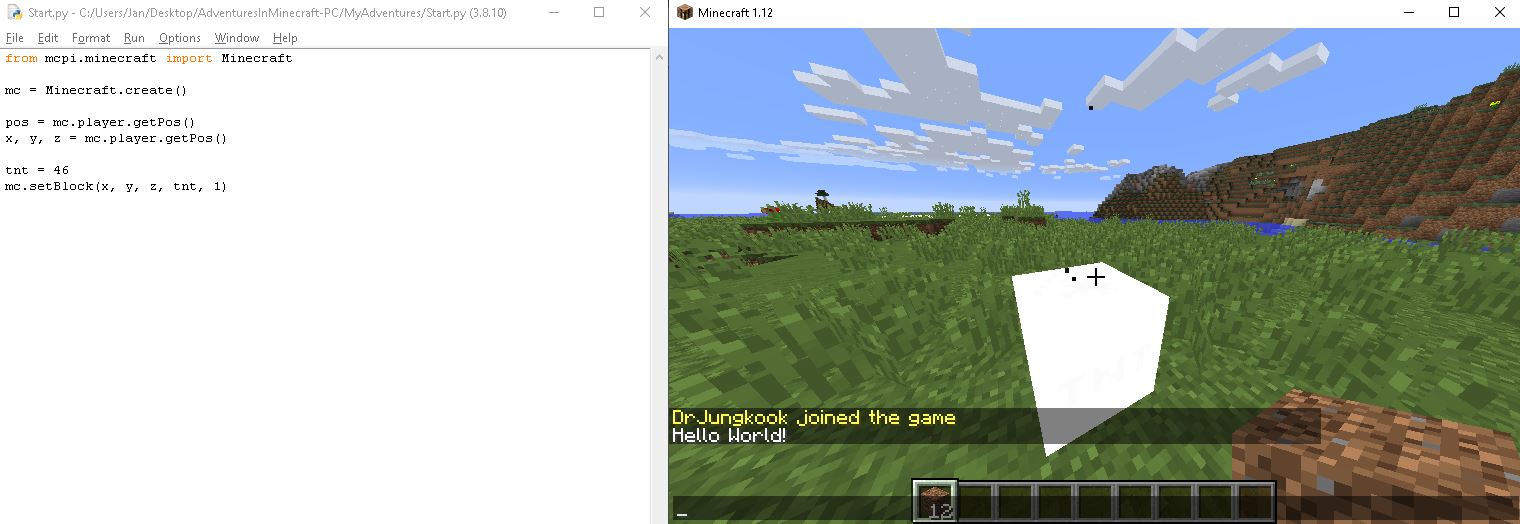 Start.py - C:/Users/Jan/Desktop/AdventuresInMinecraft-PC/MyAdventures/Start.py (3.8.10)
File Edit Format Run Options Window Help
from mcpi.minecraft import Minecraft
mc = Minecraft.create()
pos = mc.player.getPos()
x, y, z = mc.player.getPos()
tnt = 46
mc.setBlock(x, y, z, tnt, 1)
Minecraft 1.12
TNT
DrJungkook joined the game
Hello World!
12
_